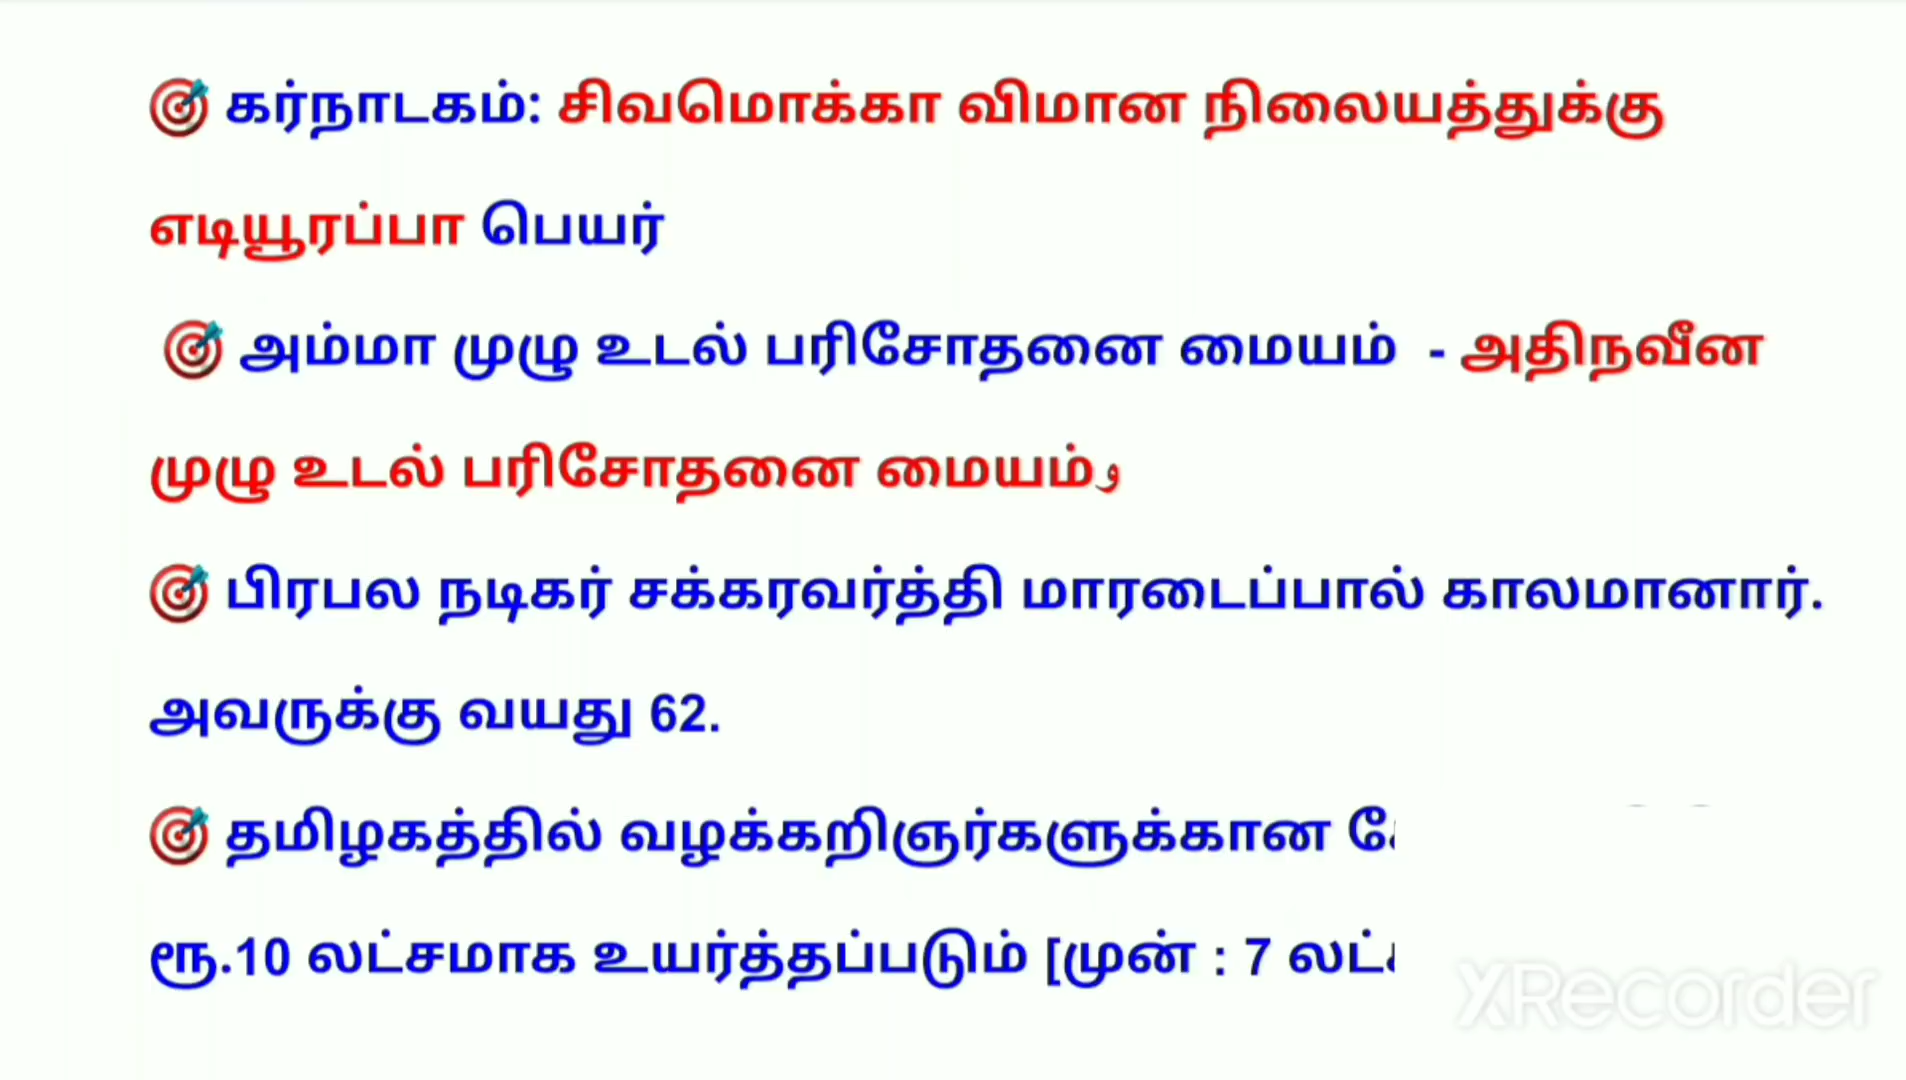 🎯 கர்நாடகம்: சிவமொக்கா விமான நிலையத்துக்கு
எடியூரப்பா பெயர்
🎯 அம்மா முழு உடல் பரிசோதனை மையம் - அதிநவீன
முழு உடல் பரிசோதனை மையம்
🎯 பிரபல நடிகர் சக்கரவர்த்தி மாரடைப்பால் காலமானார்.
அவருக்கு வயது 62.
🎯 தமிழகத்தில் வழக்கறிஞர்களுக்கான
ரூ.10 லட்சமாக உயர்த்தப்படும் [முன் : 7
XRecorder